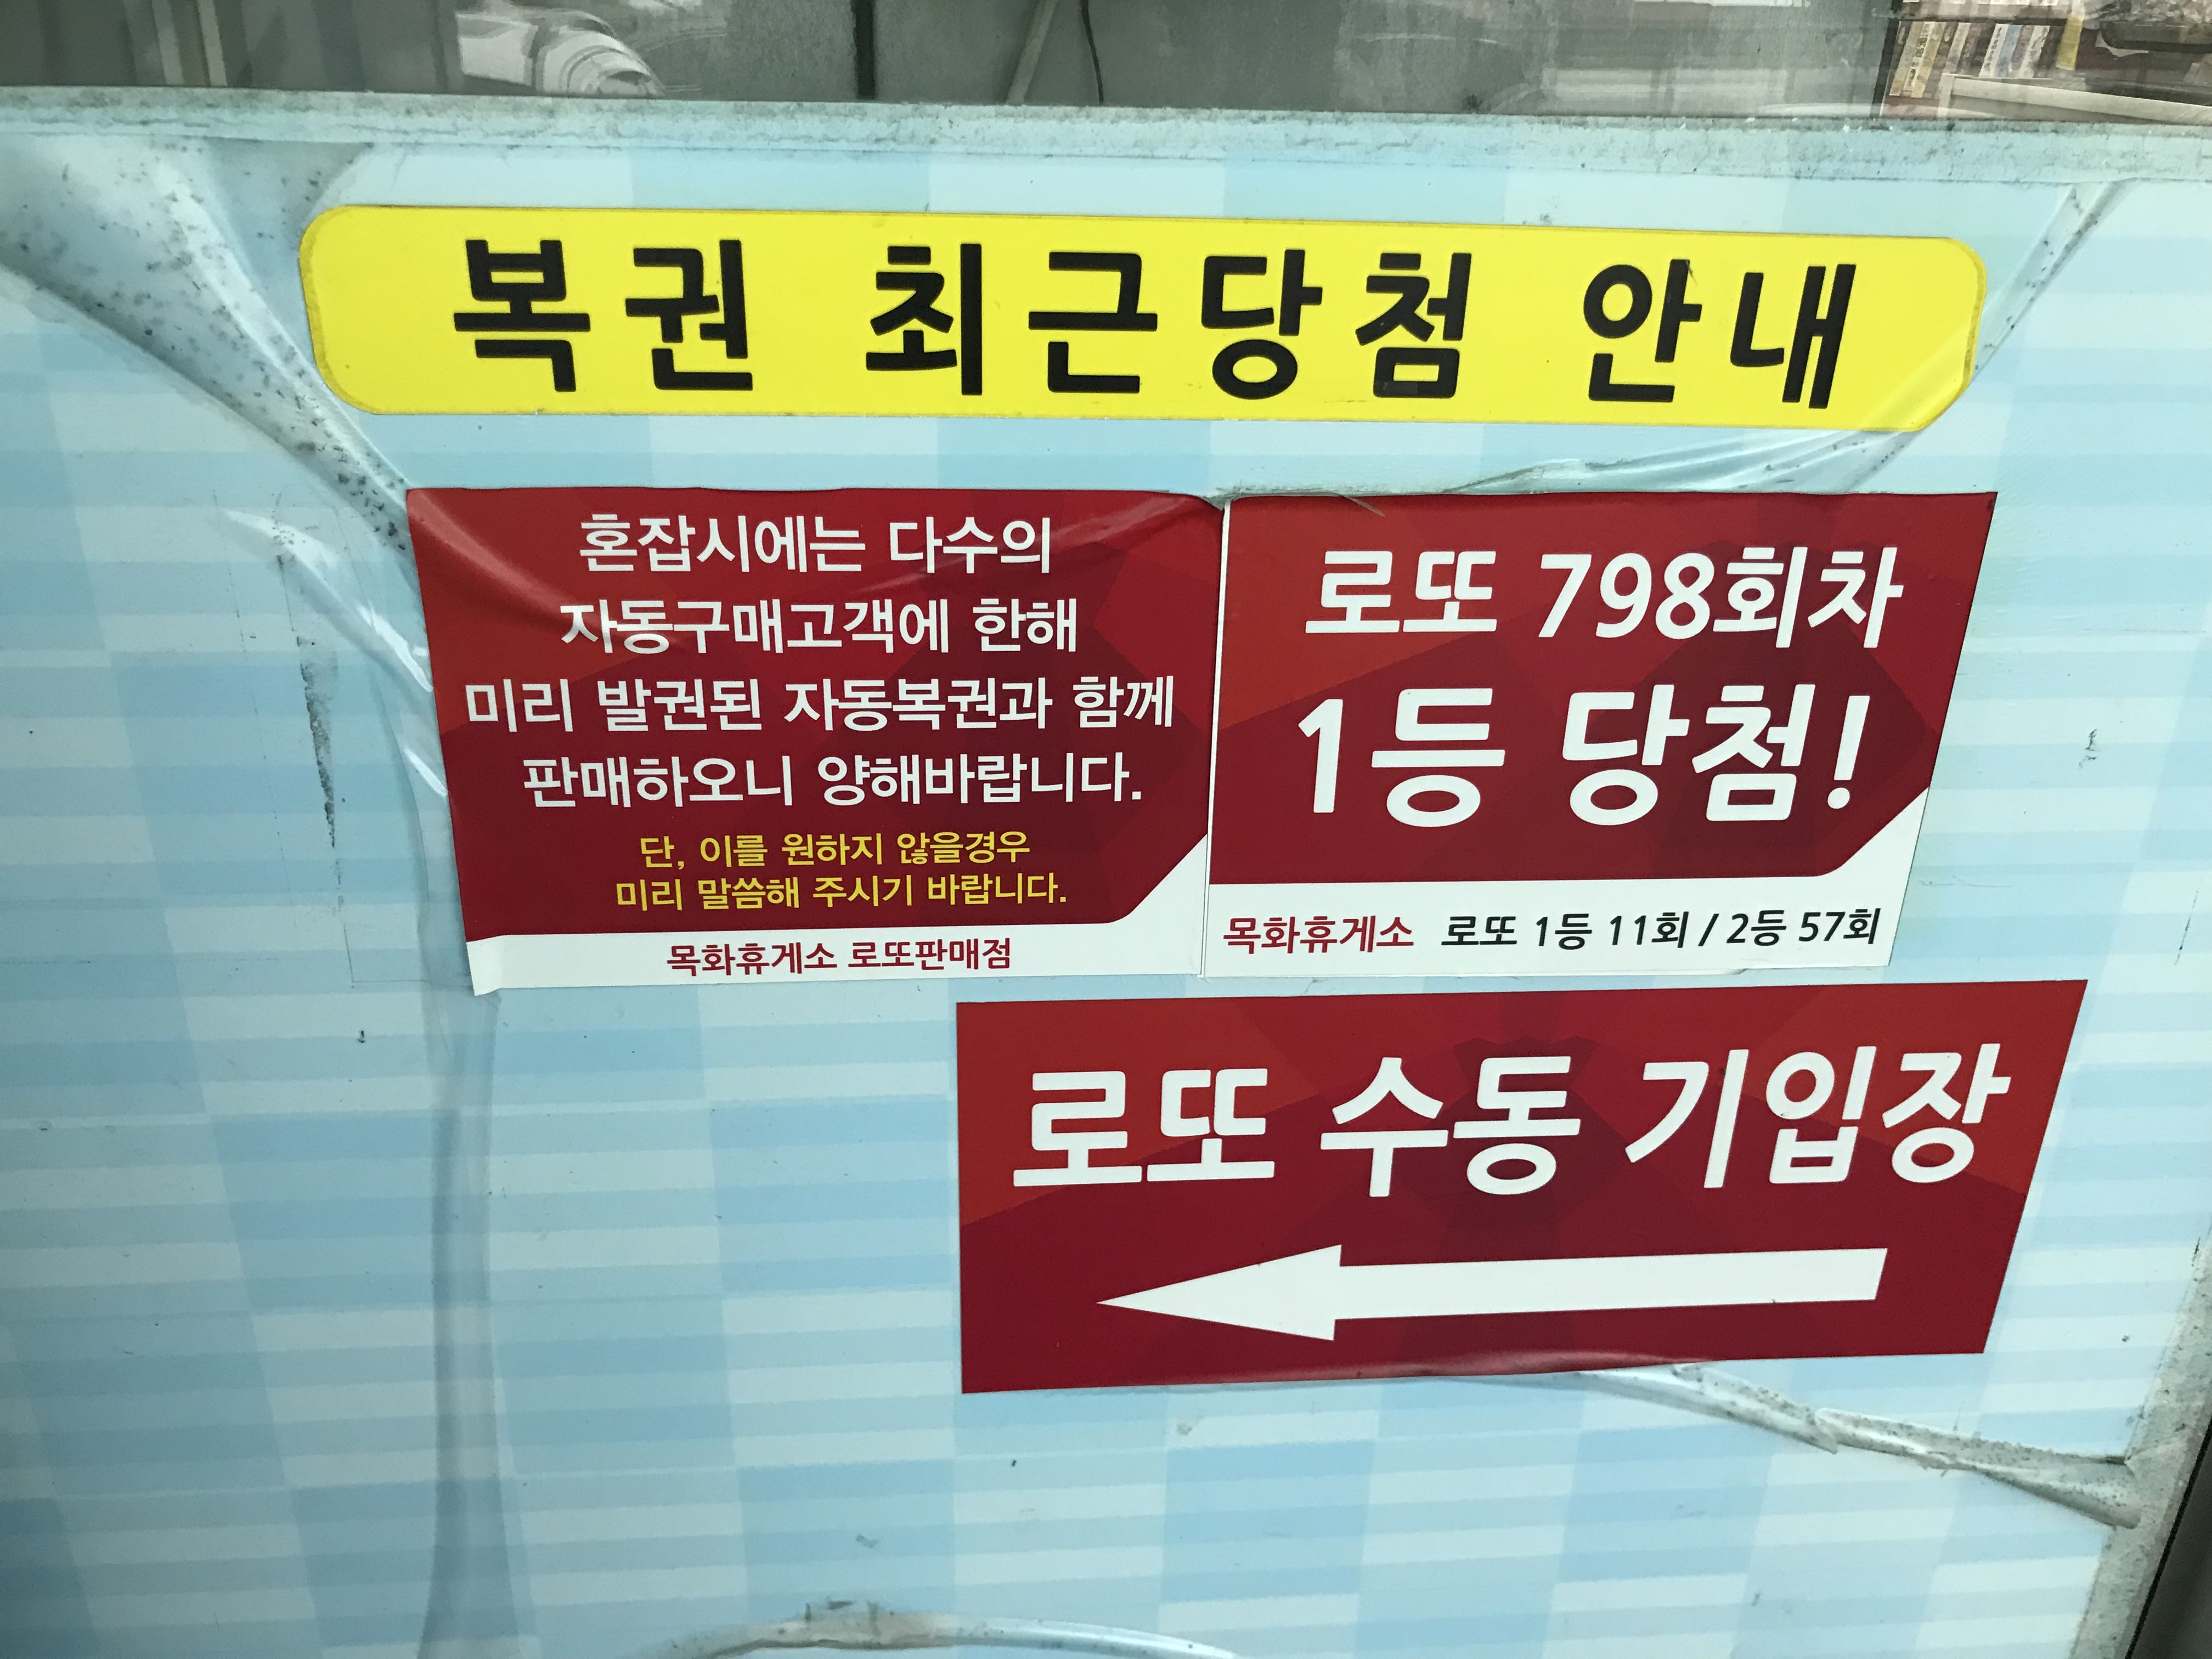 복권 최근당첨 안내
혼잡시에는 다수의
자동구매고객에 한해
미리 발권된 자동복권과 함께
판매하오니 양해바랍니다.
단, 이를 원하지 않을경우
미리 말씀해 주시기 바랍니다.
목화휴게소 로또판매점
로또 798회차
1등 당첨!
목화휴게소 로또 1등 11회 / 2등 57회
로또 수동 기입장